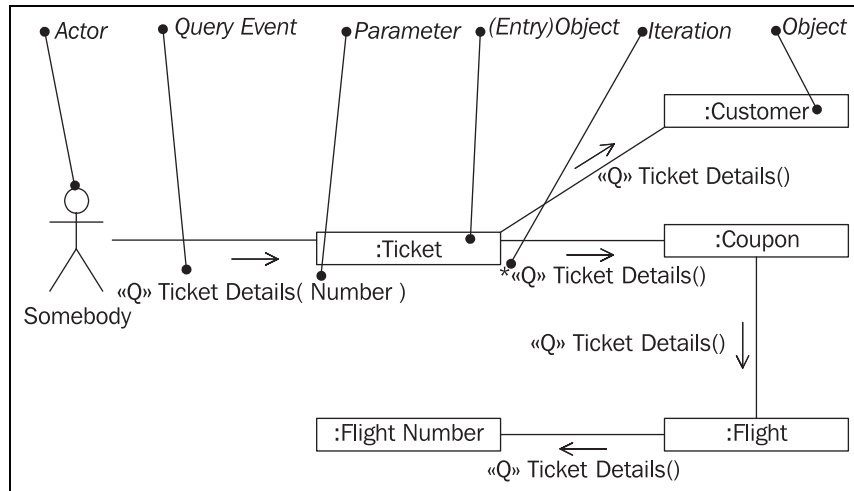 Actor Query Event Parameter (Entry)Object Iteration Object
:Customer
«Q» Ticket Details()
:Ticket
:Coupon
«Q» Ticket Details( Number )
*«Q» Ticket Details()
Somebody
«Q» Ticket Details()
:Flight Number
:Flight
«Q» Ticket Details()